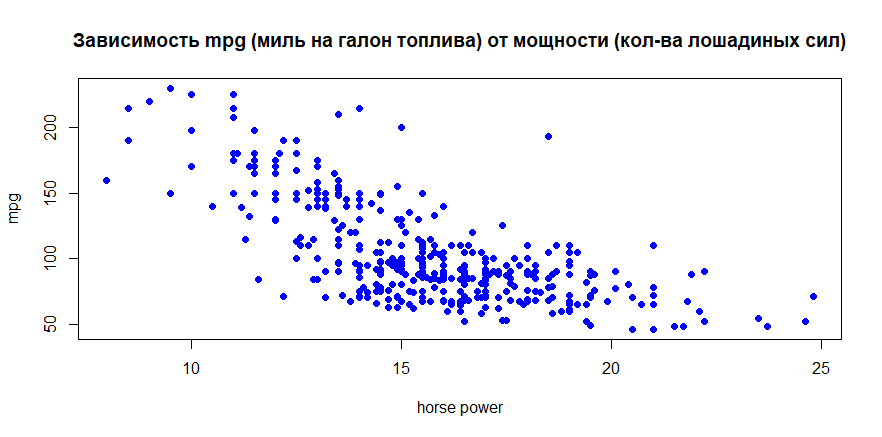 Зависимость mpg (миль на галон топлива) от мощности (кол-ва лошадиных сил)
200
150
100
50
mpg
10 15 20 25
horse power